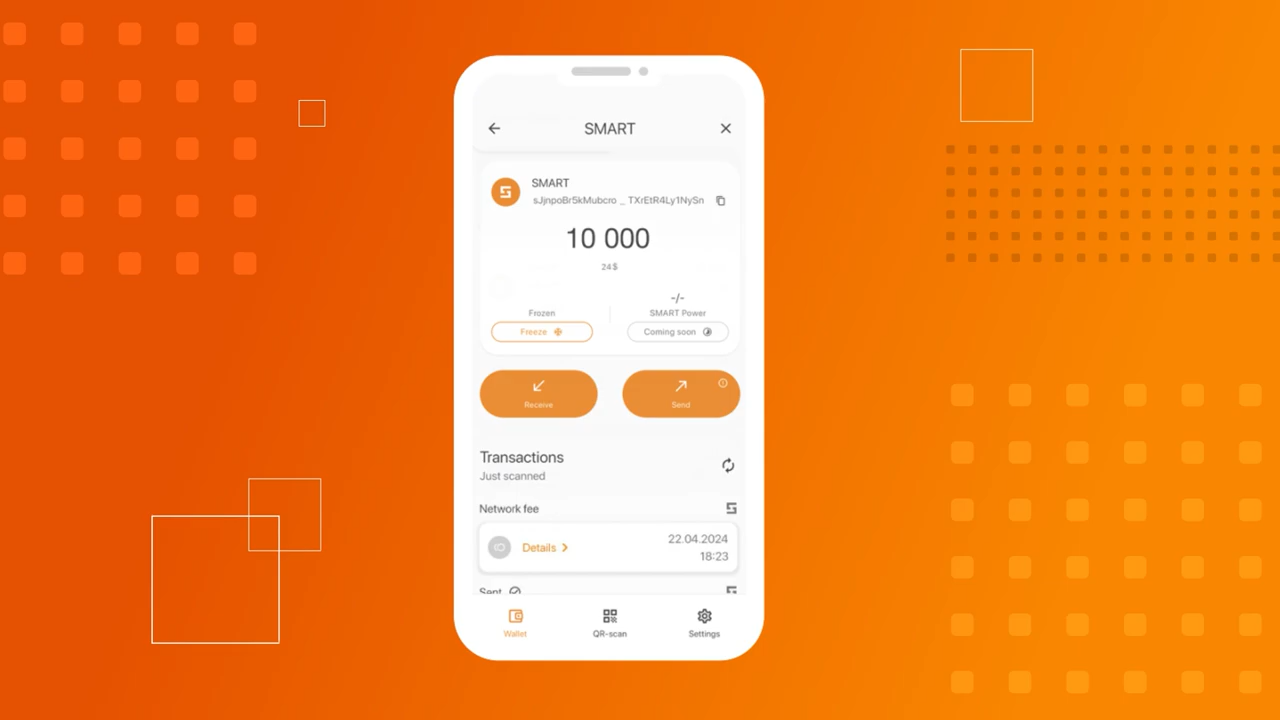 SMART
SMART
sJjnpoBr5kMubcro _ TXrEtR4Ly1NySn
10 000
24$
-/-
Frozen
SMART Power
Freeze
Coming soon
Receive
Send
Transactions
Just scanned
Network fee
Details
22.04.2024
18:23
Sent
Wallet
QR-scan
Settings